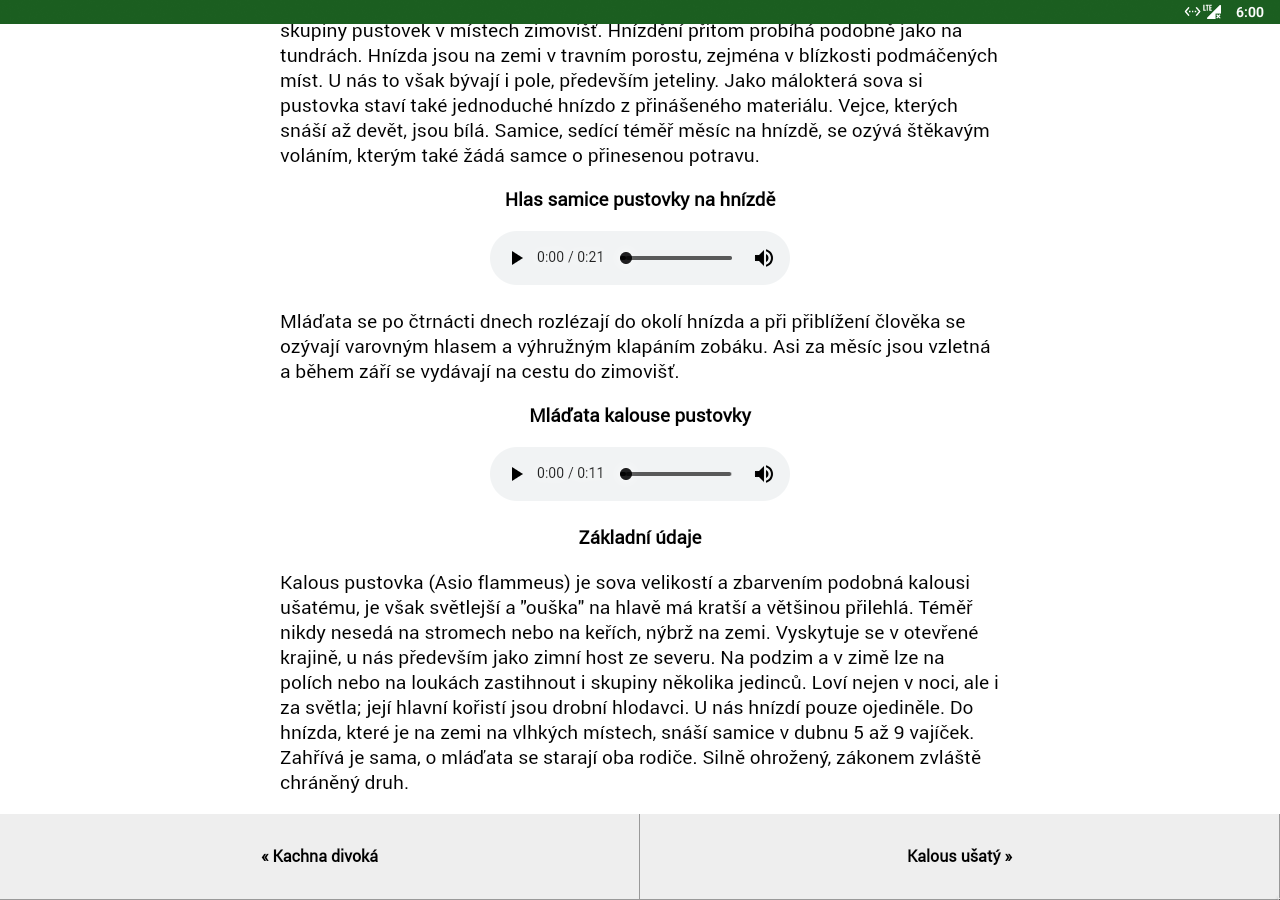 LTE 6:00
skupiny pustovek v místech zimovišť. Hnízdění přitom probíhá podobně jako na
tundrách. Hnízda jsou na zemi v travním porostu, zejména v blízkosti podmáčených
míst. U nás to však bývají i pole, především jeteliny. Jako málokterá sova si
pustovka staví také jednoduché hnízdo z přinášeného materiálu. Vejce, kterých
snáší až devět, jsou bílá. Samice, sedící téměř měsíc na hnízdě, se ozývá štěkavým
voláním, kterým také žádá samce o přinesenou potravu.
Hlas samice pustovky na hnízdě
0:00 / 0:21
Mláďata se po čtrnácti dnech rozlézají do okolí hnízda a při přiblížení člověka se
ozývají varovným hlasem a výhružným klapáním zobáku. Asi za měsíc jsou vzletná
a během září se vydávají na cestu do zimovišť.
Mláďata kalouse pustovky
0:00 / 0:11
Základní údaje
Kalous pustovka (Asio flammeus) je sova velikostí a zbarvením podobná kalousi
ušatému, je však světlejší a "ouška" na hlavě má kratší a většinou přilehlá. Téměř
nikdy nesedá na stromech nebo na keřích, nýbrž na zemi. Vyskytuje se v otevřené
krajině, u nás především jako zimní host ze severu. Na podzim a v zimě lze na
polích nebo na loukách zastihnout i skupiny několika jedinců. Loví nejen v noci, ale i
za světla; její hlavní kořistí jsou drobní hlodavci. U nás hnízdí pouze ojediněle. Do
hnízda, které je na zemi na vlhkých místech, snáší samice v dubnu 5 až 9 vajíček.
Zahřívá je sama, o mláďata se starají oba rodiče. Silně ohrožený, zákonem zvláště
chráněný druh.
« Kachna divoká
Kalous ušatý »